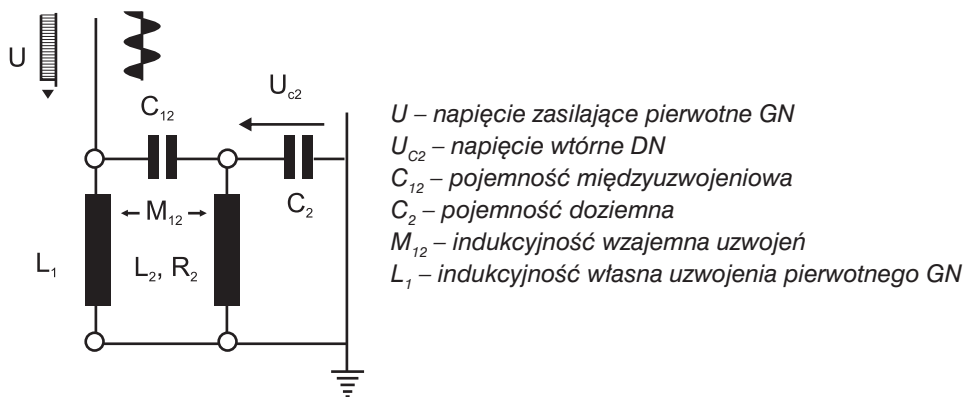 U
U_c2
C_12
C_2
M_12
L_1
L_2, R_2
U – napięcie zasilające pierwotne GN
U_C2 – napięcie wtórne DN
C_12 – pojemność międzyuzwojeniowa
C_2 – pojemność doziemna
M_12 – indukcyjność wzajemna uzwojeń
L_1 – indukcyjność własna uzwojenia pierwotnego GN